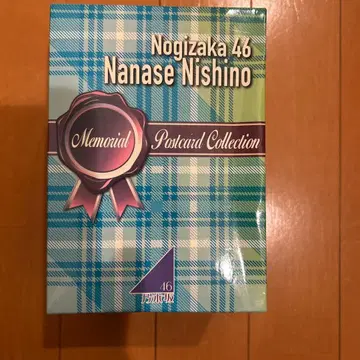 Nogizaka 46
Nanase Nishino
Memorial Postcard Collection
46